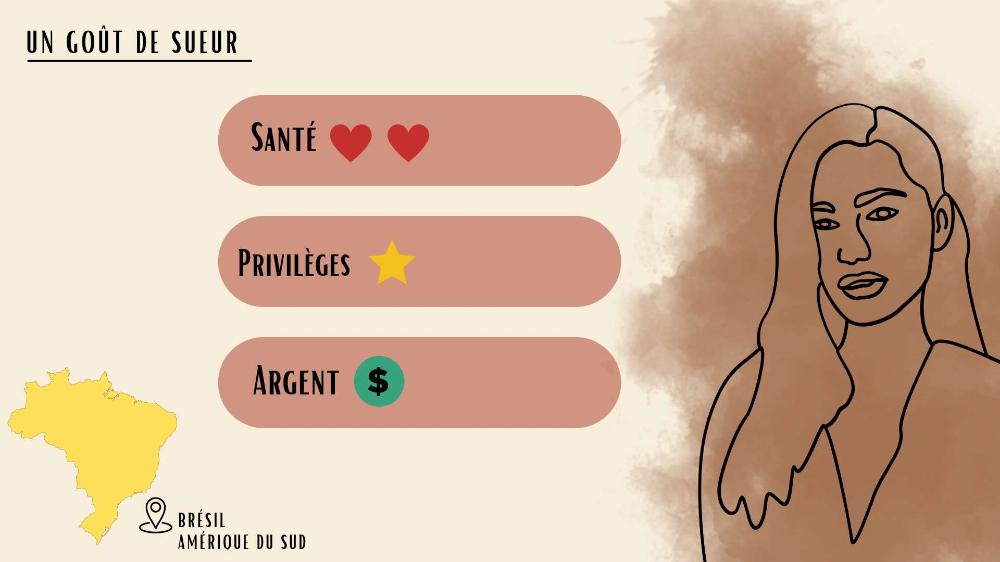 UN GOÛT DE SUEUR
SANTÉ
PRIVILÈGES
ARGENT $
BRÉSIL
AMÉRIQUE DU SUD